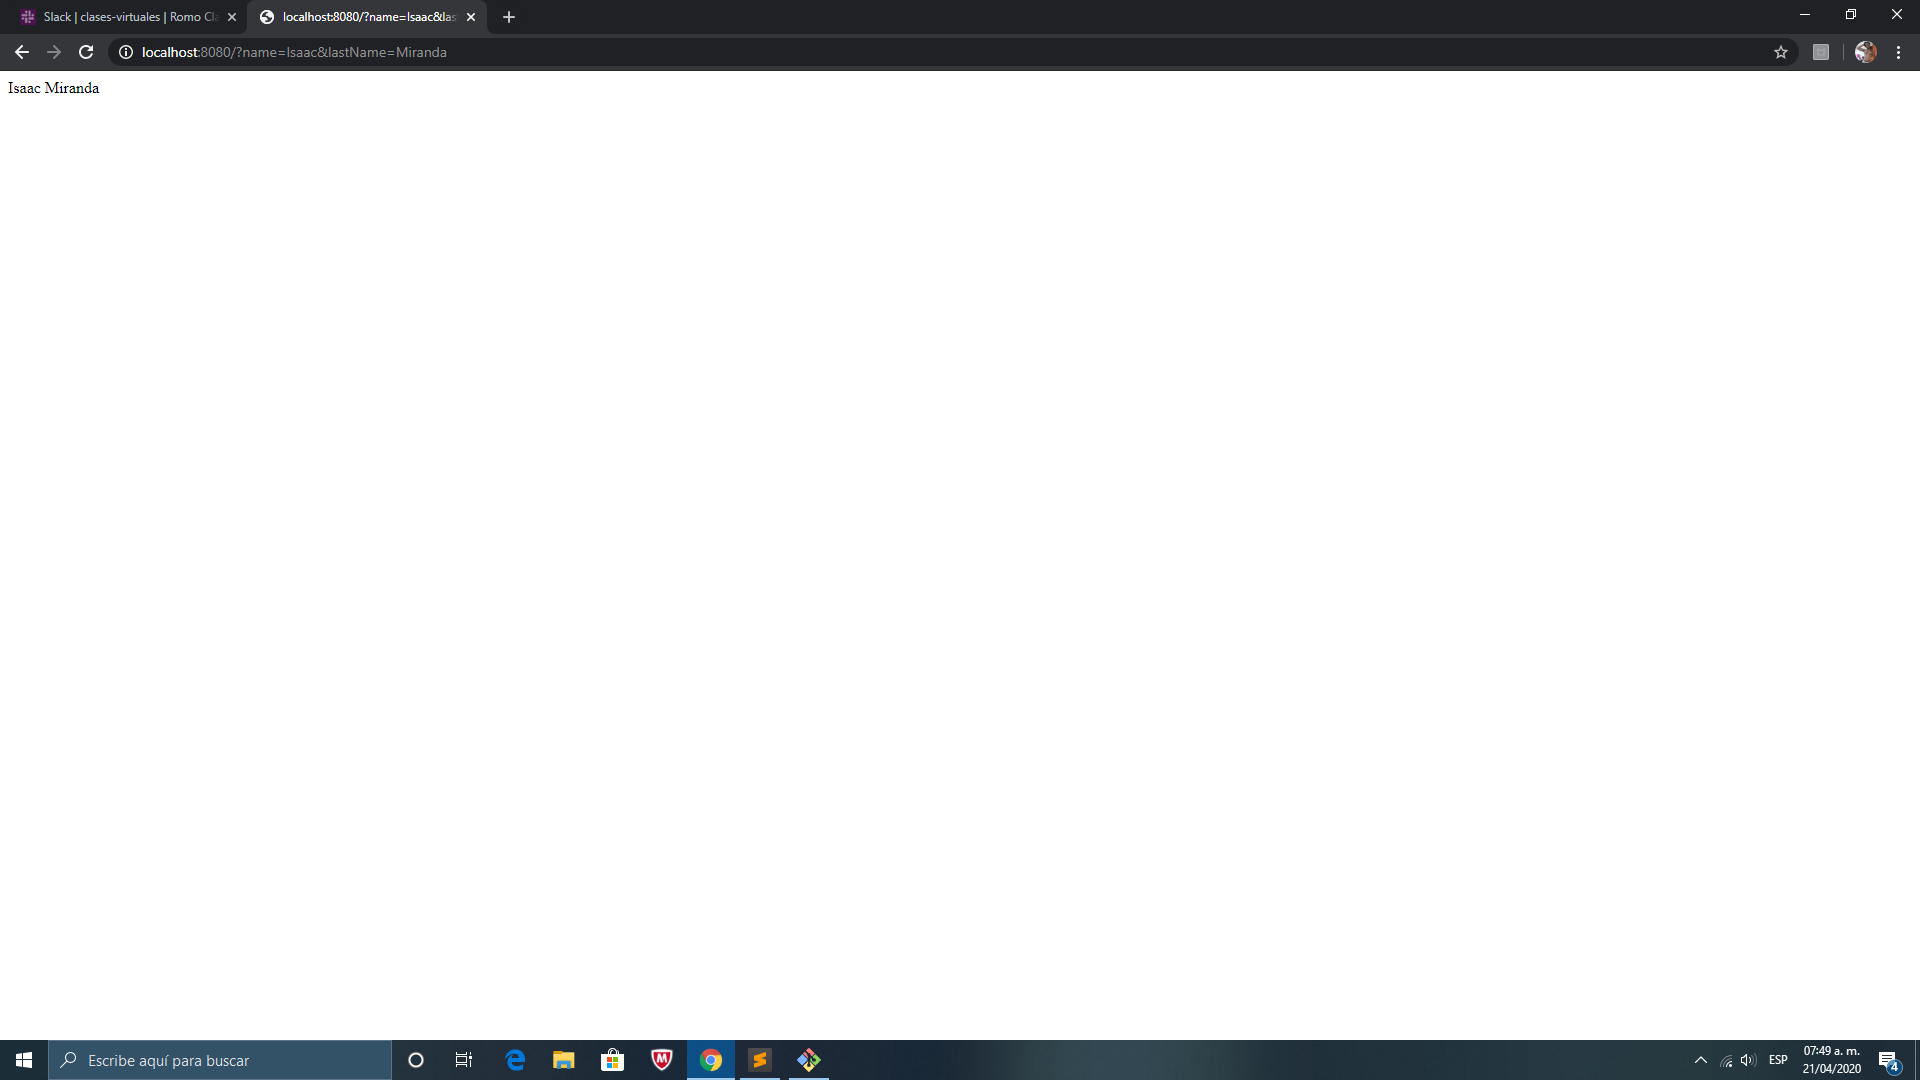 Slack | clases-virtuales | Romo Cla
localhost:8080/?name=Isaac&las
localhost:8080/?name=Isaac&lastName=Miranda
Isaac Miranda
Escribe aquí para buscar
ESP
07:49 a. m.
21/04/2020
4